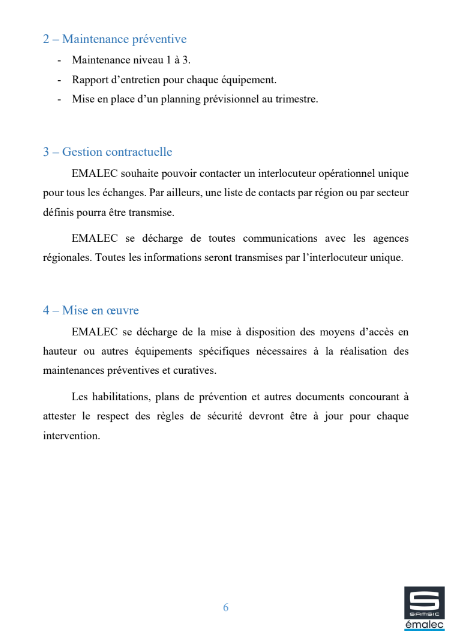 2 – Maintenance préventive
- Maintenance niveau 1 à 3.
- Rapport d’entretien pour chaque équipement.
- Mise en place d’un planning prévisionnel au trimestre.
3 – Gestion contractuelle
EMALEC souhaite pouvoir contacter un interlocuteur opérationnel unique
pour tous les échanges. Par ailleurs, une liste de contacts par région ou par secteur
définis pourra être transmise.
EMALEC se décharge de toutes communications avec les agences
régionales. Toutes les informations seront transmises par l’interlocuteur unique.
4 – Mise en œuvre
EMALEC se décharge de la mise à disposition des moyens d’accès en
hauteur ou autres équipements spécifiques nécessaires à la réalisation des
maintenances préventives et curatives.
Les habilitations, plans de prévention et autres documents concourant à
attester le respect des règles de sécurité devront être à jour pour chaque
intervention.
6
SAMSIC
émalec